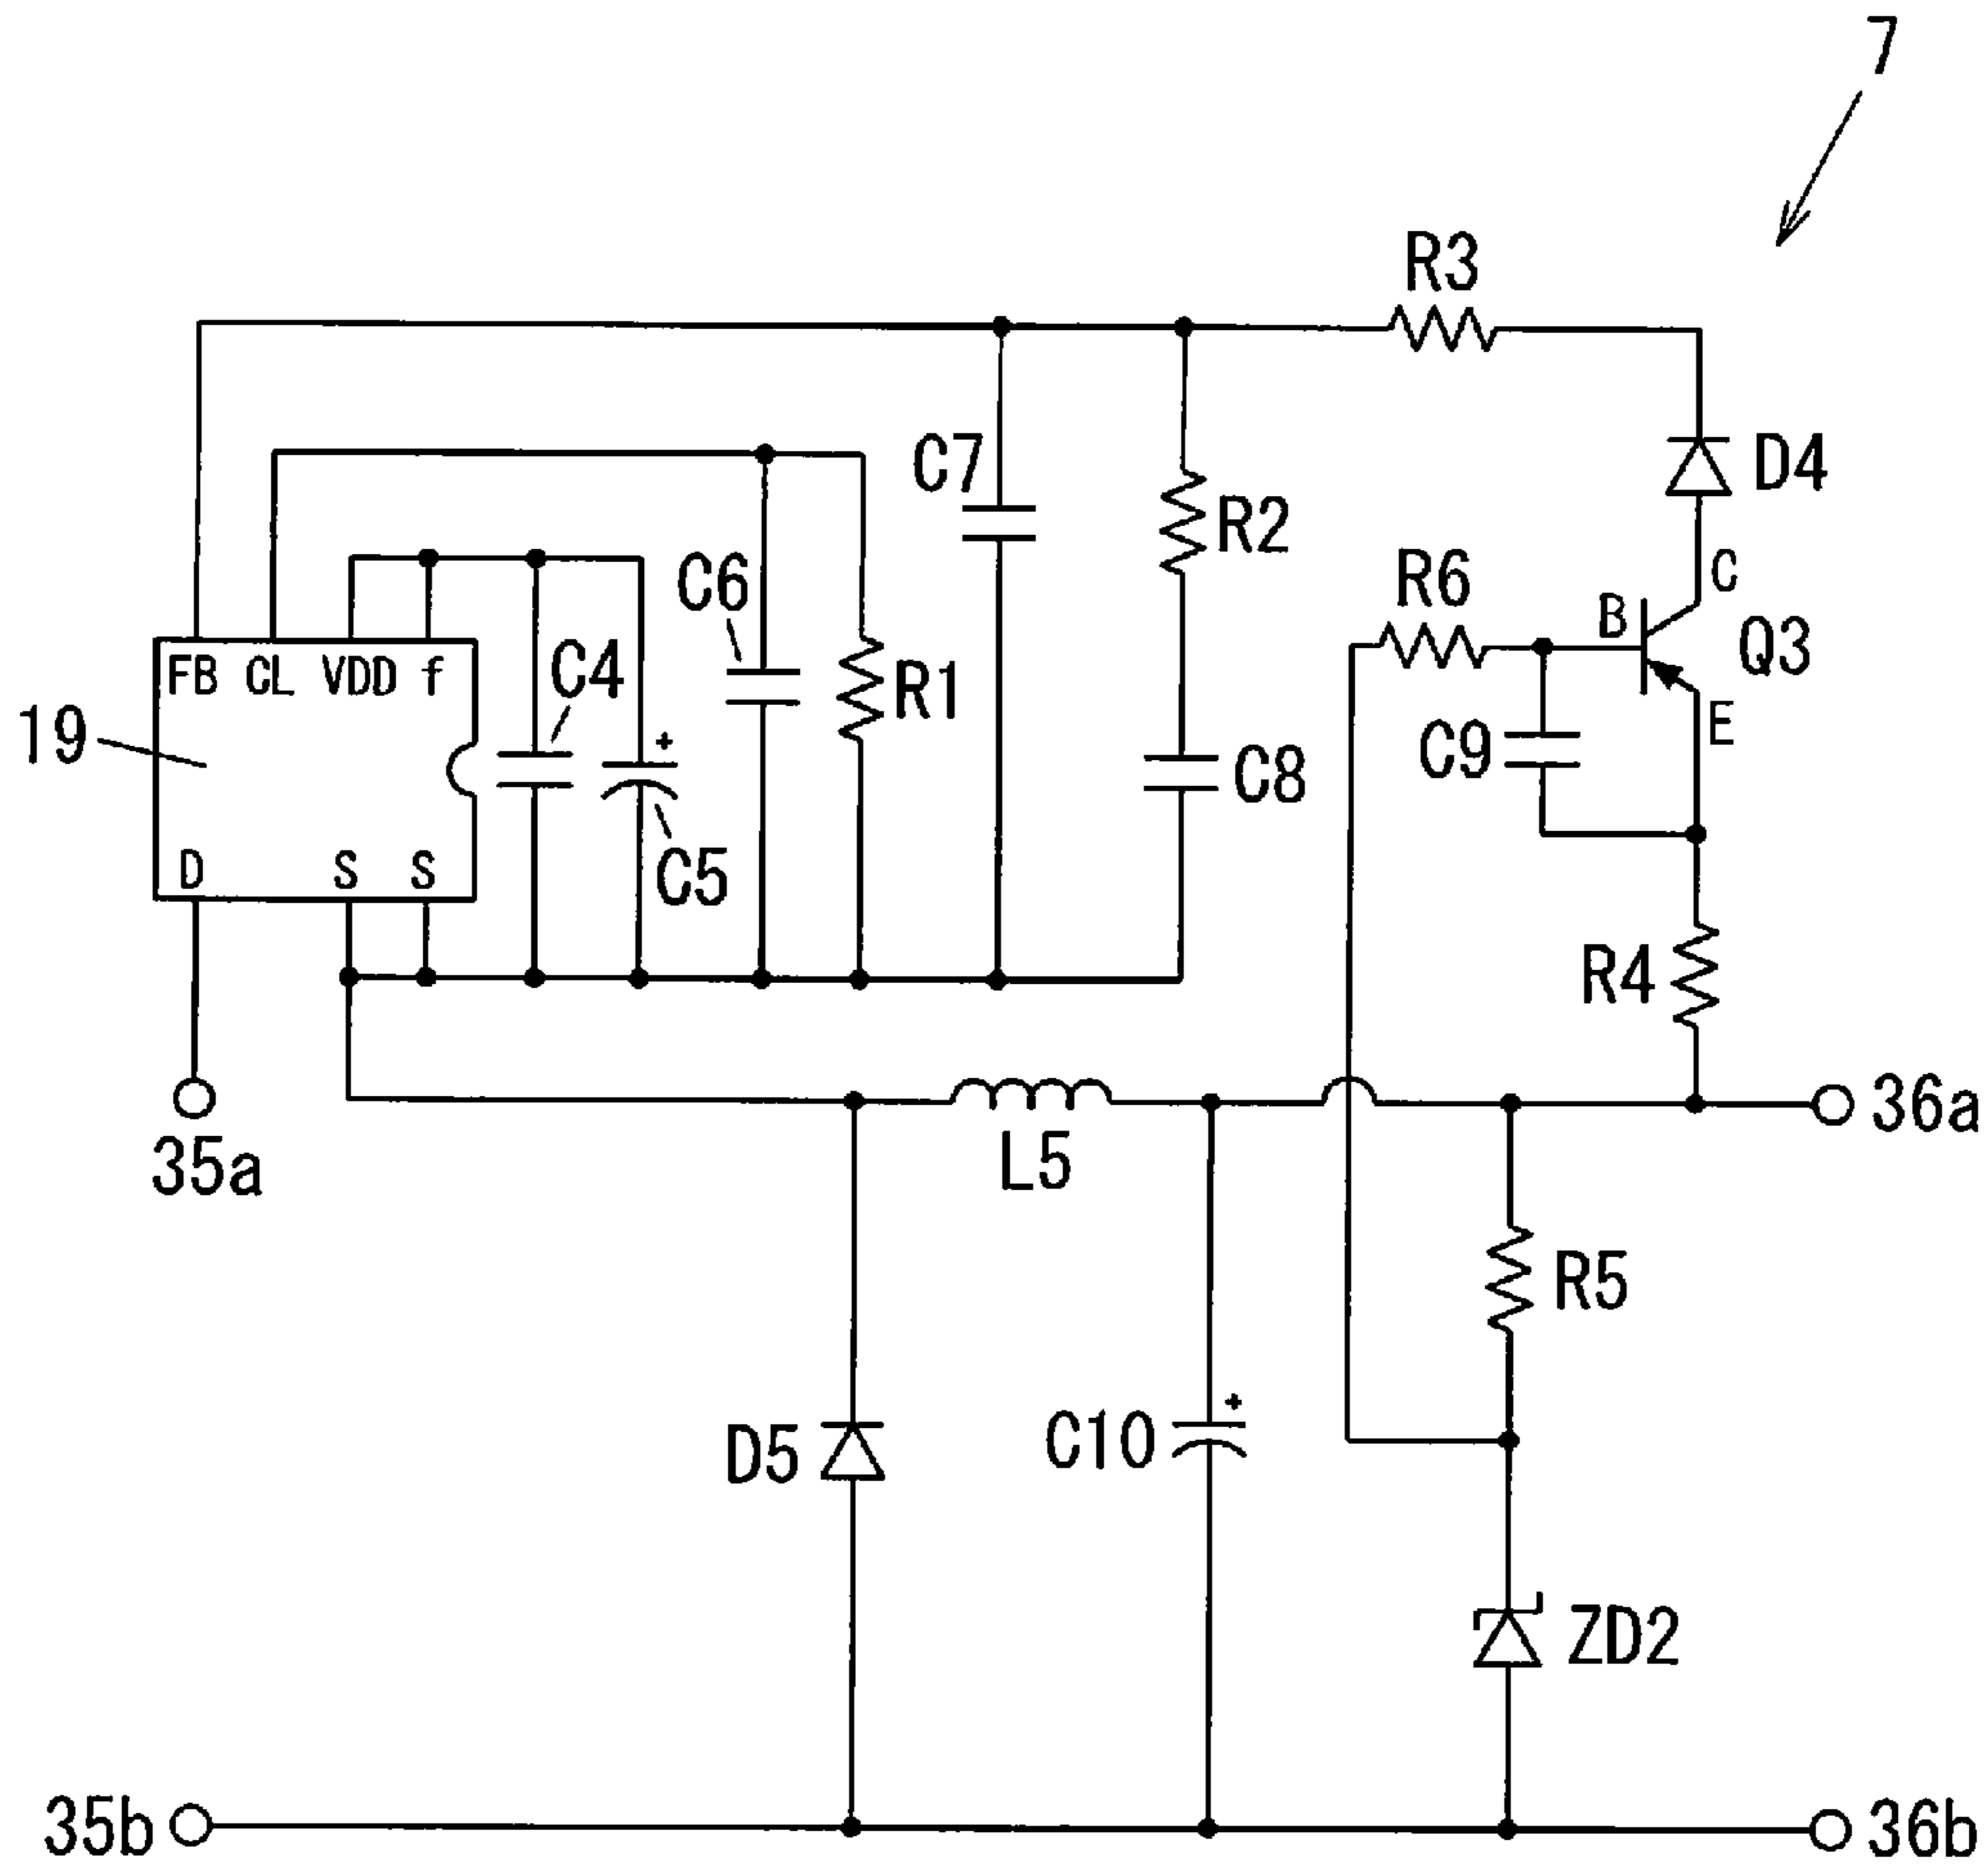 7
R3
C7
D4
R2
C
C6
R6
B
Q3
FB CL VDD f
C4
R1
E
19
C9
C8
D S S
C5
R4
36a
35a
L5
R5
D5
C10
ZD2
35b
36b
+
+